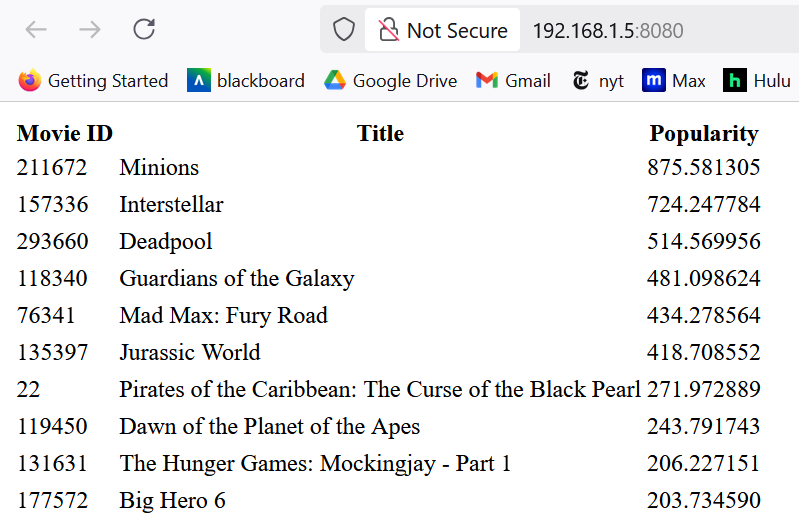 Not Secure 192.168.1.5:8080
Getting Started blackboard Google Drive Gmail nyt m Max h Hulu
Movie ID Title Popularity
211672 Minions 875.581305
157336 Interstellar 724.247784
293660 Deadpool 514.569956
118340 Guardians of the Galaxy 481.098624
76341 Mad Max: Fury Road 434.278564
135397 Jurassic World 418.708552
22 Pirates of the Caribbean: The Curse of the Black Pearl 271.972889
119450 Dawn of the Planet of the Apes 243.791743
131631 The Hunger Games: Mockingjay - Part 1 206.227151
177572 Big Hero 6 203.734590